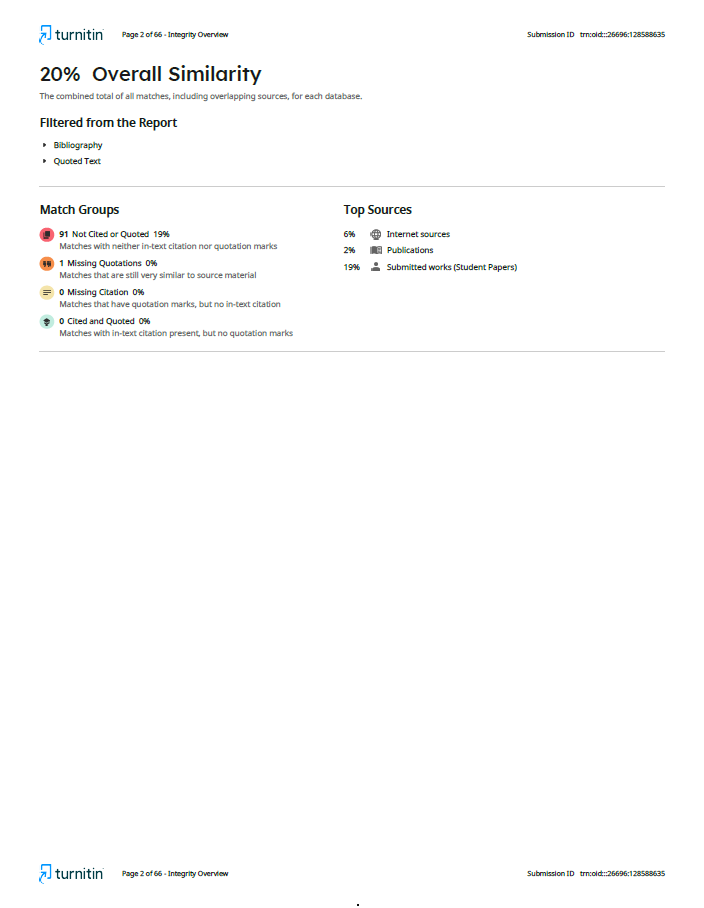 turnitin Page 2 of 66 - Integrity Overview Submission ID trn:oid:::26696:128588635
20% Overall Similarity
The combined total of all matches, including overlapping sources, for each database.
Filtered from the Report
Bibliography
Quoted Text
Match Groups
91 Not Cited or Quoted 19%
Matches with neither in-text citation nor quotation marks
1 Missing Quotations 0%
Matches that are still very similar to source material
0 Missing Citation 0%
Matches that have quotation marks, but no in-text citation
0 Cited and Quoted 0%
Matches with in-text citation present, but no quotation marks
Top Sources
6% Internet sources
2% Publications
19% Submitted works (Student Papers)
turnitin Page 2 of 66 - Integrity Overview Submission ID trn:oid:::26696:128588635